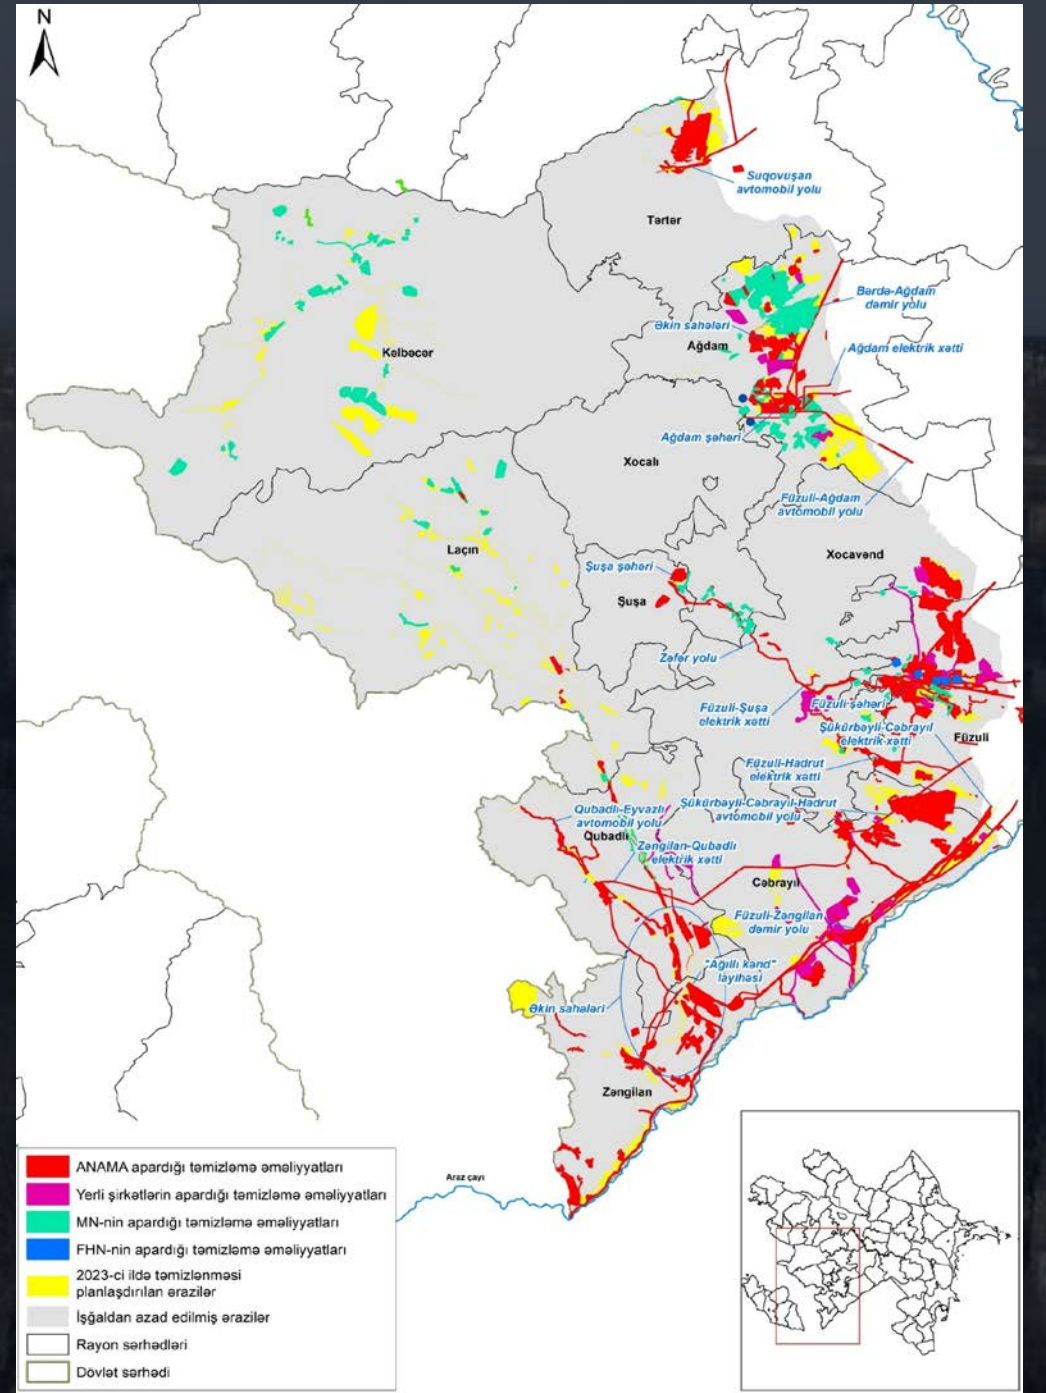 N
Suqovuşan
avtomobil yolu
Tərtər
Bərdə-Ağdam
dəmir yolu
Əkin sahələri
Ağdam
Ağdam elektrik xətti
Kəlbəcər
Ağdam şəhəri
Xocalı
Füzuli-Ağdam
avtomobil yolu
Laçın
Xocavənd
Şuşa şəhəri
Şuşa
Zəfər yolu
Füzuli-Şuşa
elektrik xətti
Füzuli şəhəri
Şükürbəyli-Cəbrayıl
elektrik xətti
Füzuli
Füzuli-Hadrut
elektrik xətti
Qubadlı-Eyvazlı
avtomobil yolu
Şükürbəyli-Cəbrayıl-Hadrut
avtomobil yolu
Qubadlı
Zəngilan-Qubadlı
elektrik xətti
Cəbrayıl
Füzuli-Zəngilan
dəmir yolu
"Ağıllı kənd"
layihəsi
Əkin sahələri
Zəngilan
Araz çayı
ANAMA apardığı təmizləmə əməliyyatları
Yerli şirkətlərin apardığı təmizləmə əməliyyatları
MN-nin apardığı təmizləmə əməliyyatları
FHN-nin apardığı təmizləmə əməliyyatları
2023-ci ildə təmizlənməsi
planlaşdırılan ərazilər
İşğaldan azad edilmiş ərazilər
Rayon sərhədləri
Dövlət sərhədi